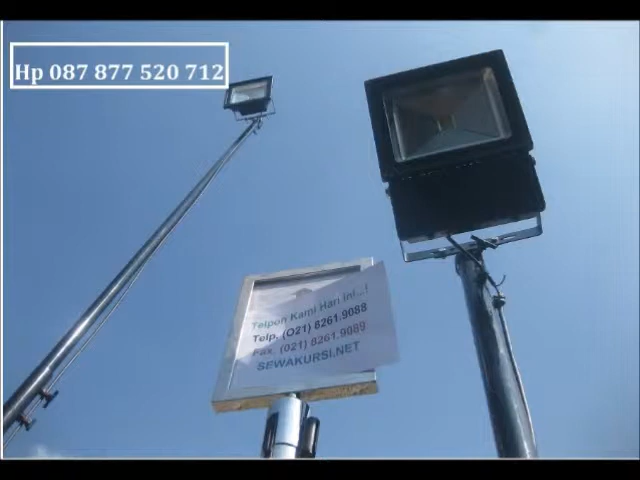 Hp 087 877 520 712
Telpon Kami Hari Ini...!
Telp. (021) 8261.9088
Fax. (021) 8261.9089
SEWAKURSI.NET